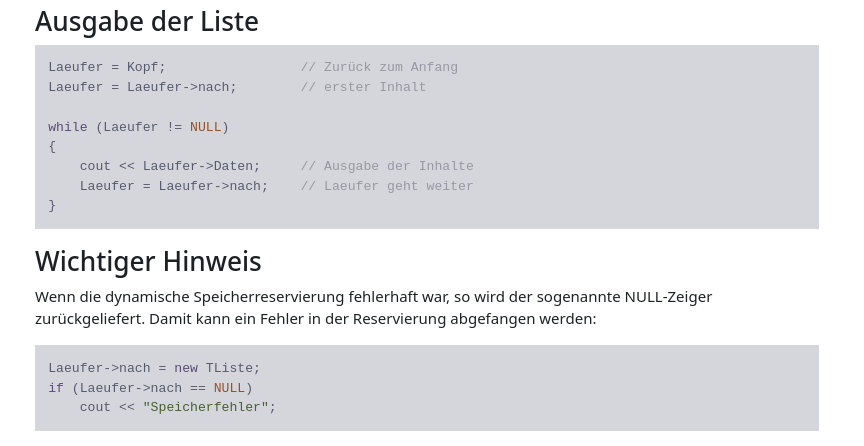 Ausgabe der Liste
Laeufer = Kopf;                 // Zurück zum Anfang
Laeufer = Laeufer->nach;        // erster Inhalt
while (Laeufer != NULL)
{
    cout << Laeufer->Daten;     // Ausgabe der Inhalte
    Laeufer = Laeufer->nach;    // Laeufer geht weiter
}
Wichtiger Hinweis
Wenn die dynamische Speicherreservierung fehlerhaft war, so wird der sogenannte NULL-Zeiger
zurückgeliefert. Damit kann ein Fehler in der Reservierung abgefangen werden:
Laeufer->nach = new TListe;
if (Laeufer->nach == NULL)
    cout << "Speicherfehler";